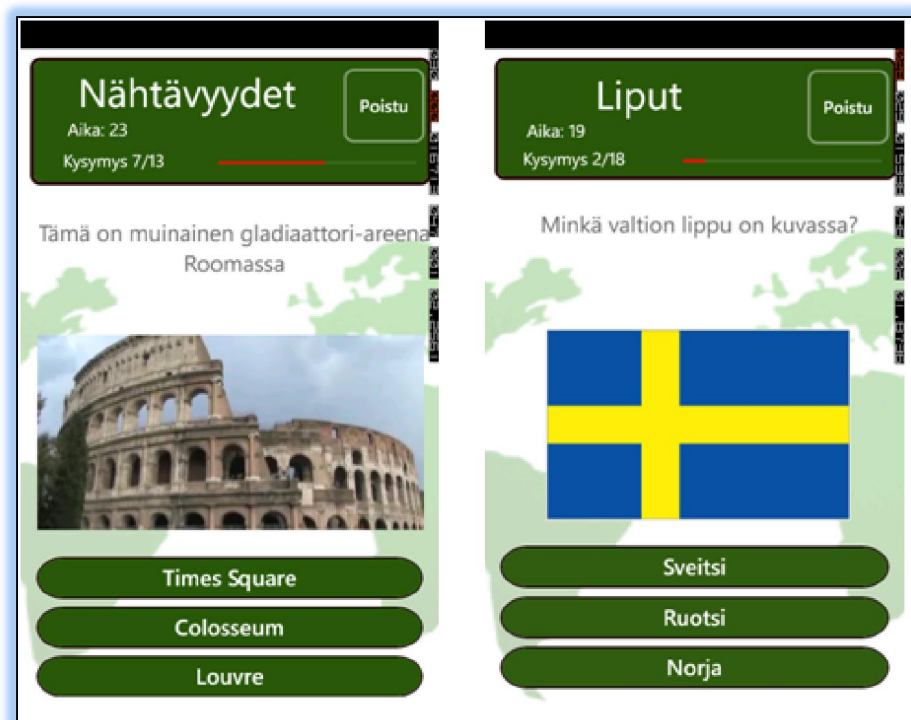 Nähtävyydet
Poistu
Aika: 23
Kysymys 7/13
Tämä on muinainen gladiaattori-areena
Roomassa
Times Square
Colosseum
Louvre
Liput
Poistu
Aika: 19
Kysymys 2/18
Minkä valtion lippu on kuvassa?
Sveitsi
Ruotsi
Norja